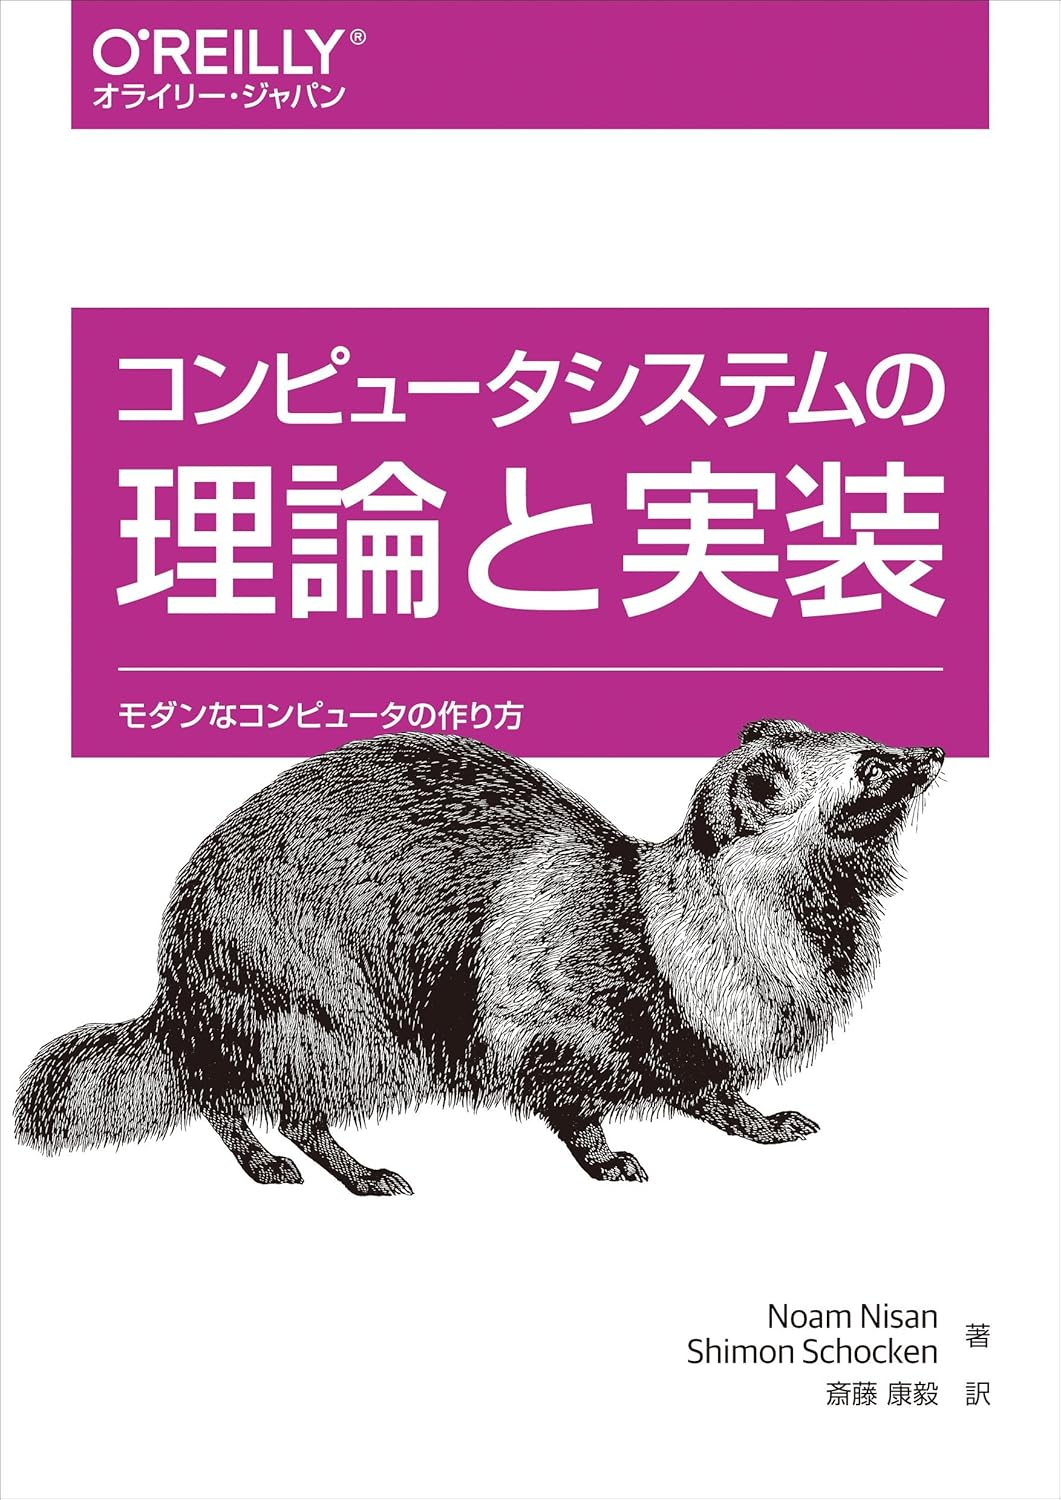 O'REILLY®
オライリー・ジャパン
コンピュータシステムの
理論と実装
モダンなコンピュータの作り方
Noam Nisan
Shimon Schocken 著
斎藤 康毅 訳